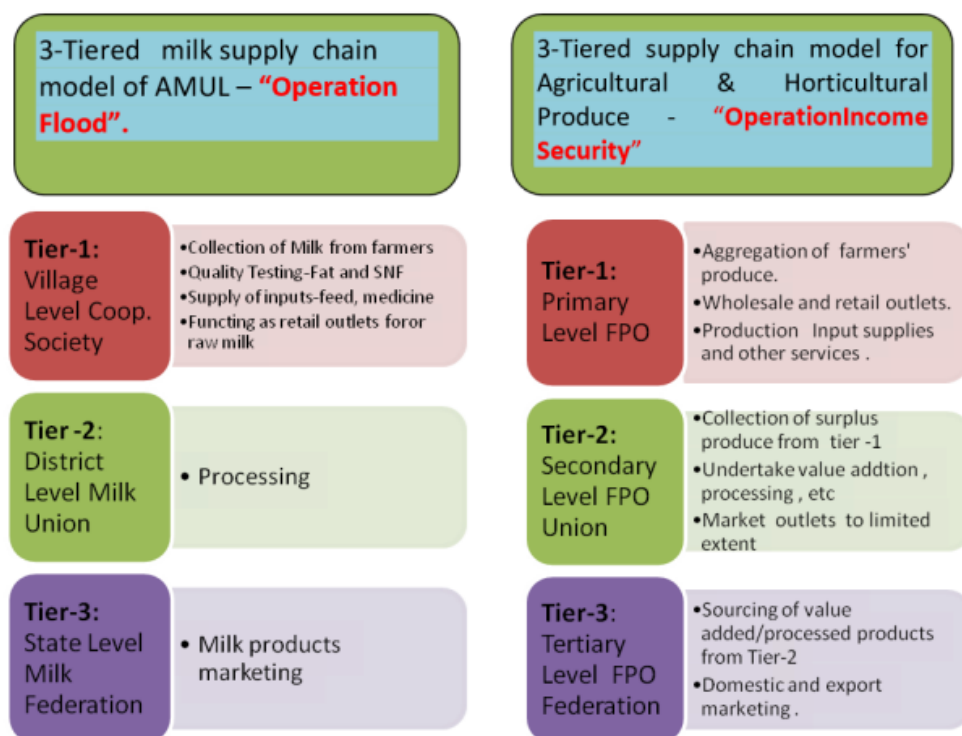 3-Tiered milk supply chain
model of AMUL – “Operation
Flood”.
Tier-1:
Village
Level Coop.
Society
•Collection of Milk from farmers
•Quality Testing-Fat and SNF
•Supply of inputs-feed, medicine
•Functing as retail outlets foror
raw milk
Tier -2:
District
Level Milk
Union
• Processing
Tier-3:
State Level
Milk
Federation
• Milk products
marketing
3-Tiered supply chain model for
Agricultural & Horticultural
Produce - “OperationIncome
Security”
Tier-1:
Primary
Level FPO
•Aggregation of farmers'
produce.
•Wholesale and retail outlets.
•Production Input supplies
and other services .
Tier-2:
Secondary
Level FPO
Union
•Collection of surplus
produce from tier -1
•Undertake value addtion ,
processing , etc
•Market outlets to limited
extent
Tier-3:
Tertiary
Level FPO
Federation
•Sourcing of value
added/processed products
from Tier-2
•Domestic and export
marketing .